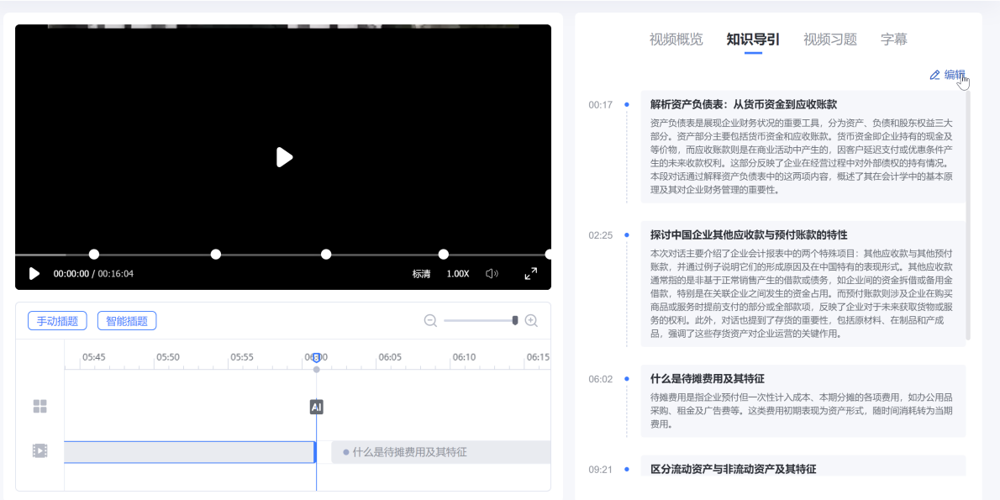 00:00:00 / 00:16:04
标清
1.00X
手动插题
智能插题
05:45
05:50
05:55
06:00
06:05
06:10
06:15
AI
什么是待摊费用及其特征
视频概览
知识导引
视频习题
字幕
编辑
00:17
解析资产负债表：从货币资金到应收账款
资产负债表是展现企业财务状况的重要工具，分为资产、负债和股东权益三大
部分。资产部分主要包括货币资金和应收账款。货币资金即企业持有的现金及
等价物，而应收账款则是在商业活动中产生的，因客户延迟支付或优惠条件产
生的未来收款权利。这部分反映了企业在经营过程中对外部债权的持有情况。
本段对话通过解释资产负债表中的这两项内容，概述了其在会计学中的基本原
理及其对企业财务管理的重要性。
02:25
探讨中国企业其他应收款与预付账款的特性
本次对话主要介绍了企业会计报表中的两个特殊项目：其他应收款与其他预付
账款，并通过例子说明它们的形成原因及在中国特有的表现形式。其他应收款
通常指的是非基于正常销售产生的借款或债务，如企业间的资金拆借或备用金
借款，特别是在关联企业之间发生的资金占用。而预付账款则涉及企业在购买
商品或服务时提前支付的部分或全部款项，反映了企业对于未来获取货物或服
务的权利。此外，对话也提到了存货的重要性，包括原材料、在制品和产成
品，强调了这些存货资产对企业运营的关键作用。
06:02
什么是待摊费用及其特征
待摊费用是指企业预付但一次性计入成本、本期分摊的各项费用，如办公用品
采购、租金及广告费等。这类费用初期表现为资产形式，随时间消耗转为当期
费用。
09:21
区分流动资产与非流动资产及其特征